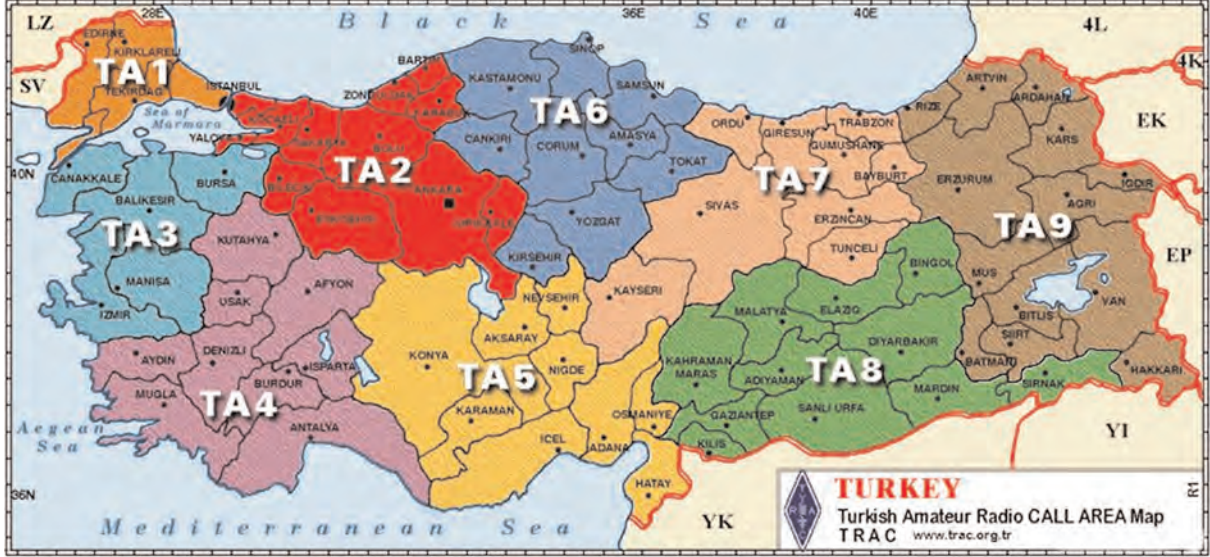 28E
36E
40E
LZ
Black Sea
4L
4K
SV
EK
EDIRNE
KIRKLARELI
TA1
TEKIRDAG
ISTANBUL
Sea of
Marmara
BARTIN
ZONGULDAK
KARABUK
KASTAMONU
SINOP
SAMSUN
TA6
CANKIRI
CORUM
AMASYA
TOKAT
YOZGAT
KIRSEHIR
ORDU
GIRESUN
TRABZON
RIZE
GUMUSHANE
BAYBURT
TA7
SIVAS
ERZINCAN
TUNCELI
KAYSERI
ARTVIN
ARDAHAN
KARS
ERZURUM
IGDIR
AGRI
TA9
EP
MUS
VAN
BITLIS
SIIRT
BATMAN
HAKKARI
40N
KOCAELI
YALOVA
SAKARYA
BOLU
TA2
BILECIK
ESKISEHIR
ANKARA
KIRIKKALE
CANAKKALE
BURSA
BALIKESIR
TA3
MANISA
IZMIR
KUTAHYA
AFYON
USAK
AYDIN
DENIZLI
ISPARTA
BURDUR
MUGLA
TA4
ANTALYA
NEVSEHIR
AKSARAY
KONYA
TA5
NIGDE
KARAMAN
ICEL
ADANA
OSMANIYE
HATAY
BINGOL
MALATYA
ELAZIG
DIYARBAKIR
KAHRAMAN
MARAS
ADIYAMAN
TA8
MARDIN
SIRNAK
GAZIANTEP
SANLI URFA
KILIS
Aegean
Sea
36N
Mediterranean Sea
YK
YI
TURKEY
Turkish Amateur Radio CALL AREA Map
TRAC www.trac.org.tr
R1